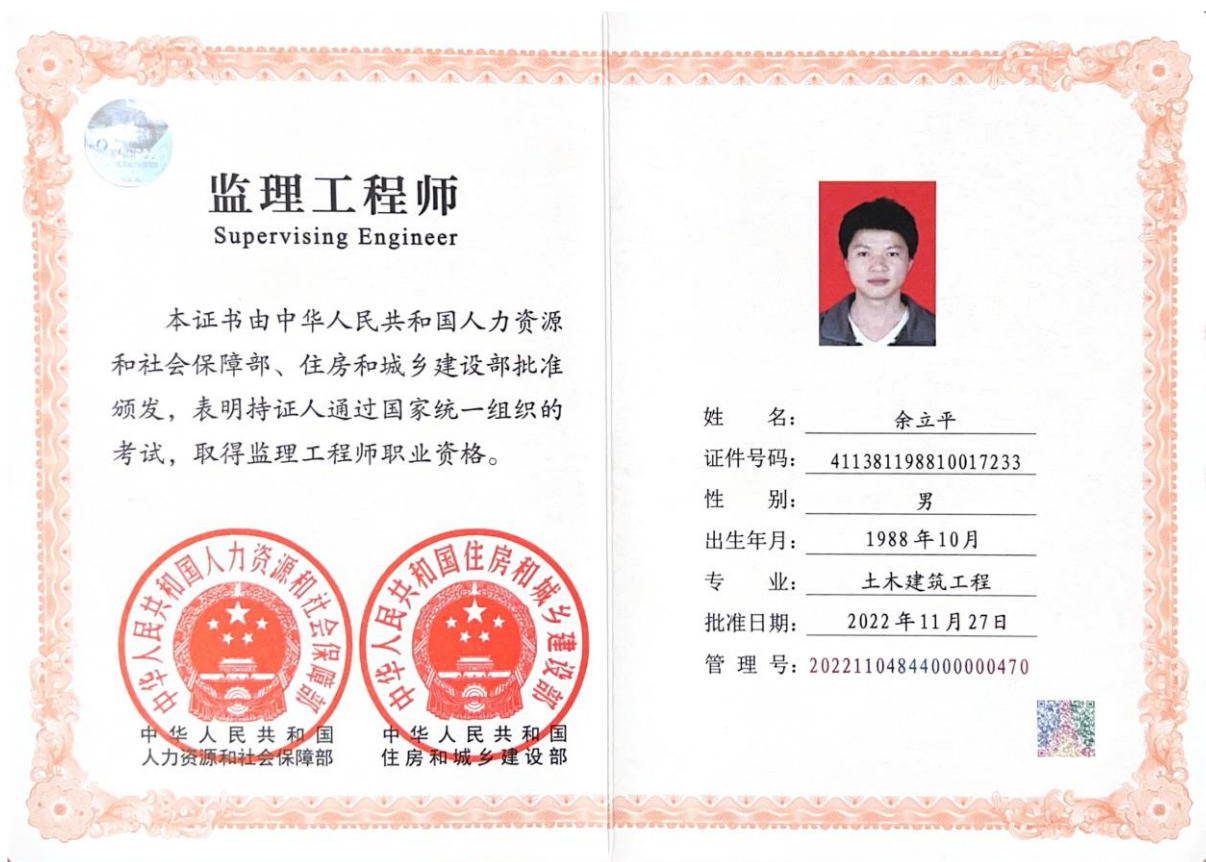 监理工程师
Supervising Engineer
本证书由中华人民共和国人力资源
和社会保障部、住房和城乡建设部批准
颁发，表明持证人通过国家统一组织的
考试，取得监理工程师职业资格。
中华人民共和国人力资源和社会保障部
中华人民共和国住房和城乡建设部
中华人民共和国
人力资源和社会保障部
中华人民共和国
住房和城乡建设部
姓 名：余立平
证件号码：411381198810017233
性 别：男
出生年月：1988年10月
专 业：土木建筑工程
批准日期：2022年11月27日
管 理 号：20221104844000000470